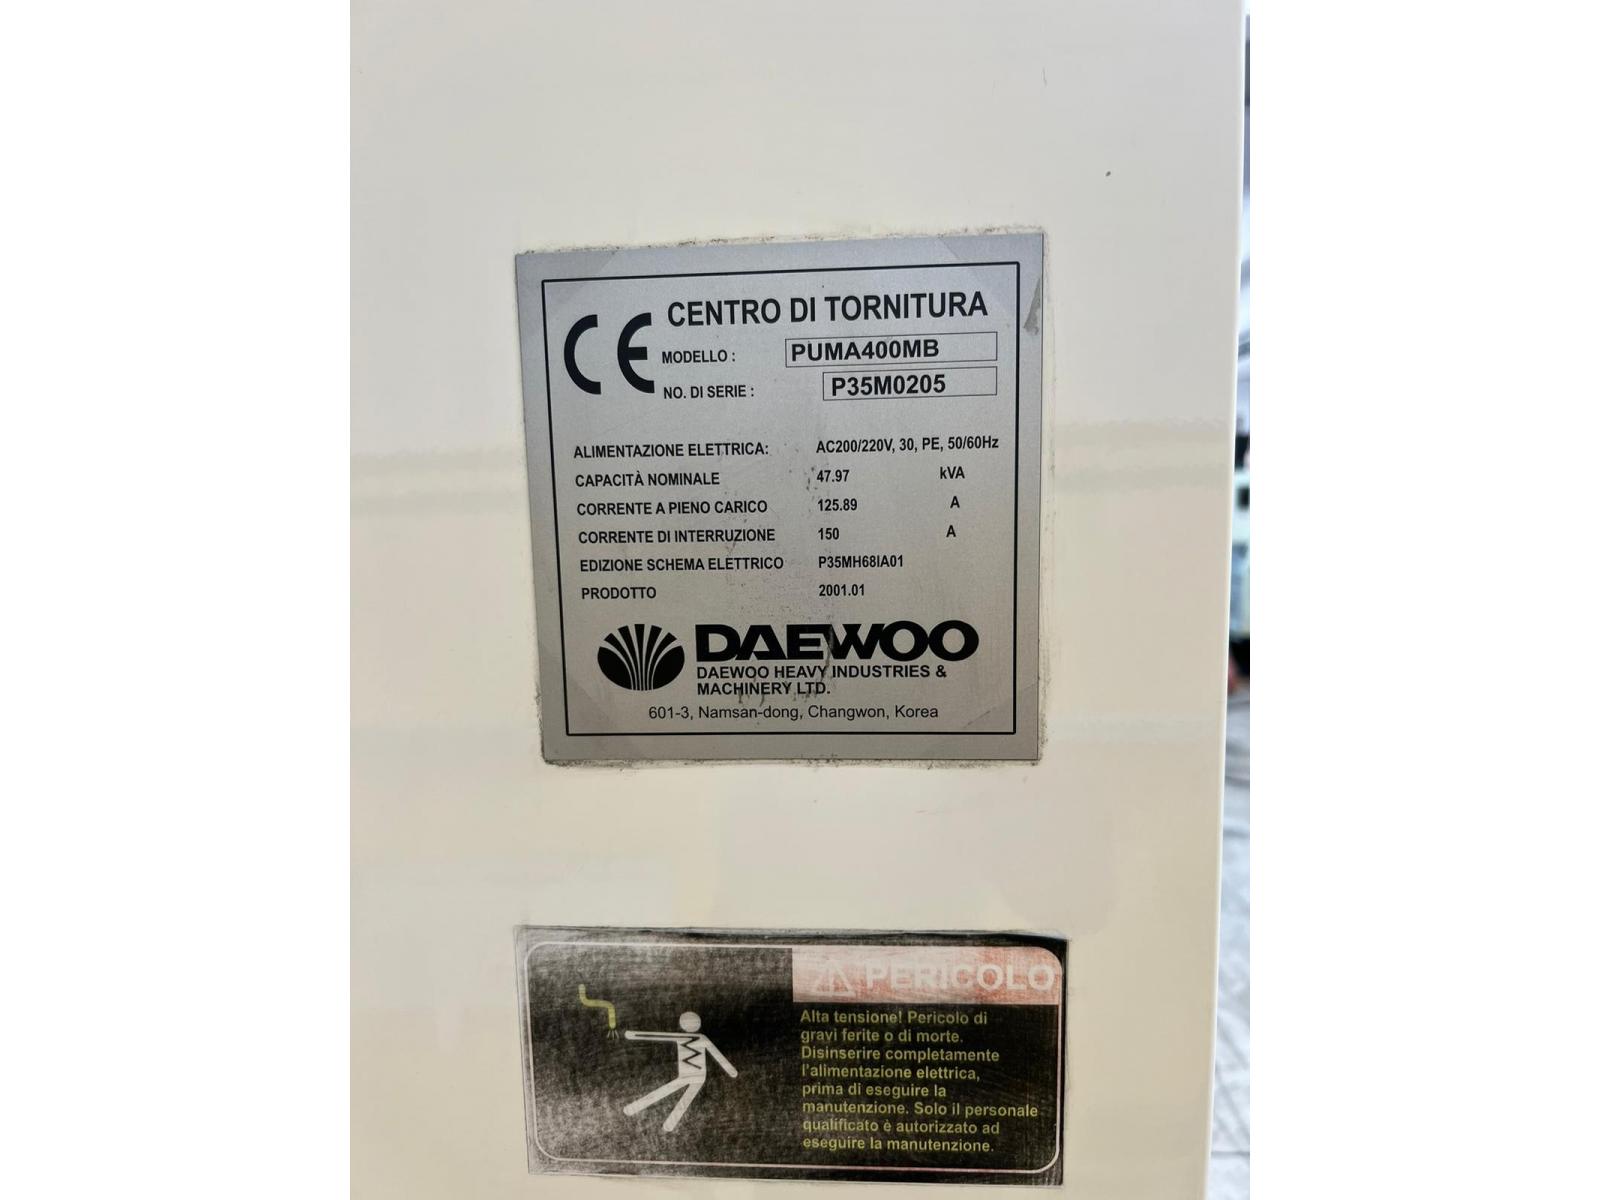 CE
CENTRO DI TORNITURA
MODELLO : PUMA400MB
NO. DI SERIE : P35M0205
ALIMENTAZIONE ELETTRICA: AC200/220V, 30, PE, 50/60Hz
CAPACITÀ NOMINALE 47.97 kVA
CORRENTE A PIENO CARICO 125.89 A
CORRENTE DI INTERRUZIONE 150 A
EDIZIONE SCHEMA ELETTRICO P35MH68IA01
PRODOTTO 2001.01
DAEWOO
DAEWOO HEAVY INDUSTRIES &
MACHINERY LTD.
601-3, Namsan-dong, Changwon, Korea
PERICOLO
Alta tensione! Pericolo di
gravi ferite o di morte.
Disinserire completamente
l'alimentazione elettrica,
prima di eseguire la
manutenzione. Solo il personale
qualificato è autorizzato ad
eseguire la manutenzione.